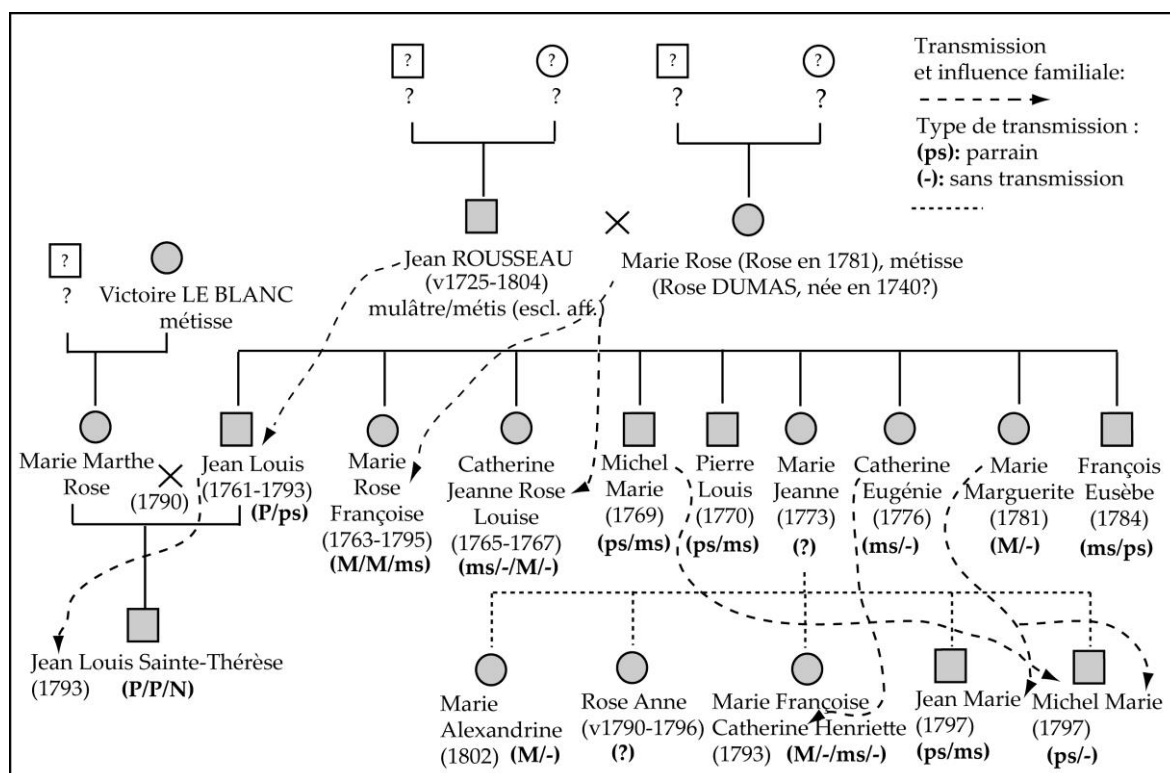 ?
?
?
?
?
?
?
?
Transmission
et influence familiale:
Type de transmission :
(ps): parrain
(-): sans transmission
Jean ROUSSEAU
(v1725-1804)
mulâtre/métis (escl. aff.)
Marie Rose (Rose en 1781), métisse
(Rose DUMAS, née en 1740?)
?
?
Victoire LE BLANC
métisse
Marie Marthe
Rose
(1790)
Jean Louis
(1761-1793)
(P/ps)
Marie
Rose
Françoise
(1763-1795)
(M/M/ms)
Catherine
Jeanne Rose
Louise
(1765-1767)
(ms/-/M/-)
Michel
Marie
(1769)
(ps/ms)
Pierre
Louis
(1770)
(ps/ms)
Marie
Jeanne
(1773)
(?)
Catherine
Eugénie
(1776)
(ms/-)
Marie
Marguerite
(1781)
(M/-)
François
Eusèbe
(1784)
(ms/ps)
Jean Louis Sainte-Thérèse
(1793) (P/P/N)
Marie
Alexandrine
(1802) (M/-)
Rose Anne
(v1790-1796)
(?)
Marie Françoise
Catherine Henriette
(1793) (M/-/ms/-)
Jean Marie
(1797)
(ps/ms)
Michel Marie
(1797)
(ps/-)